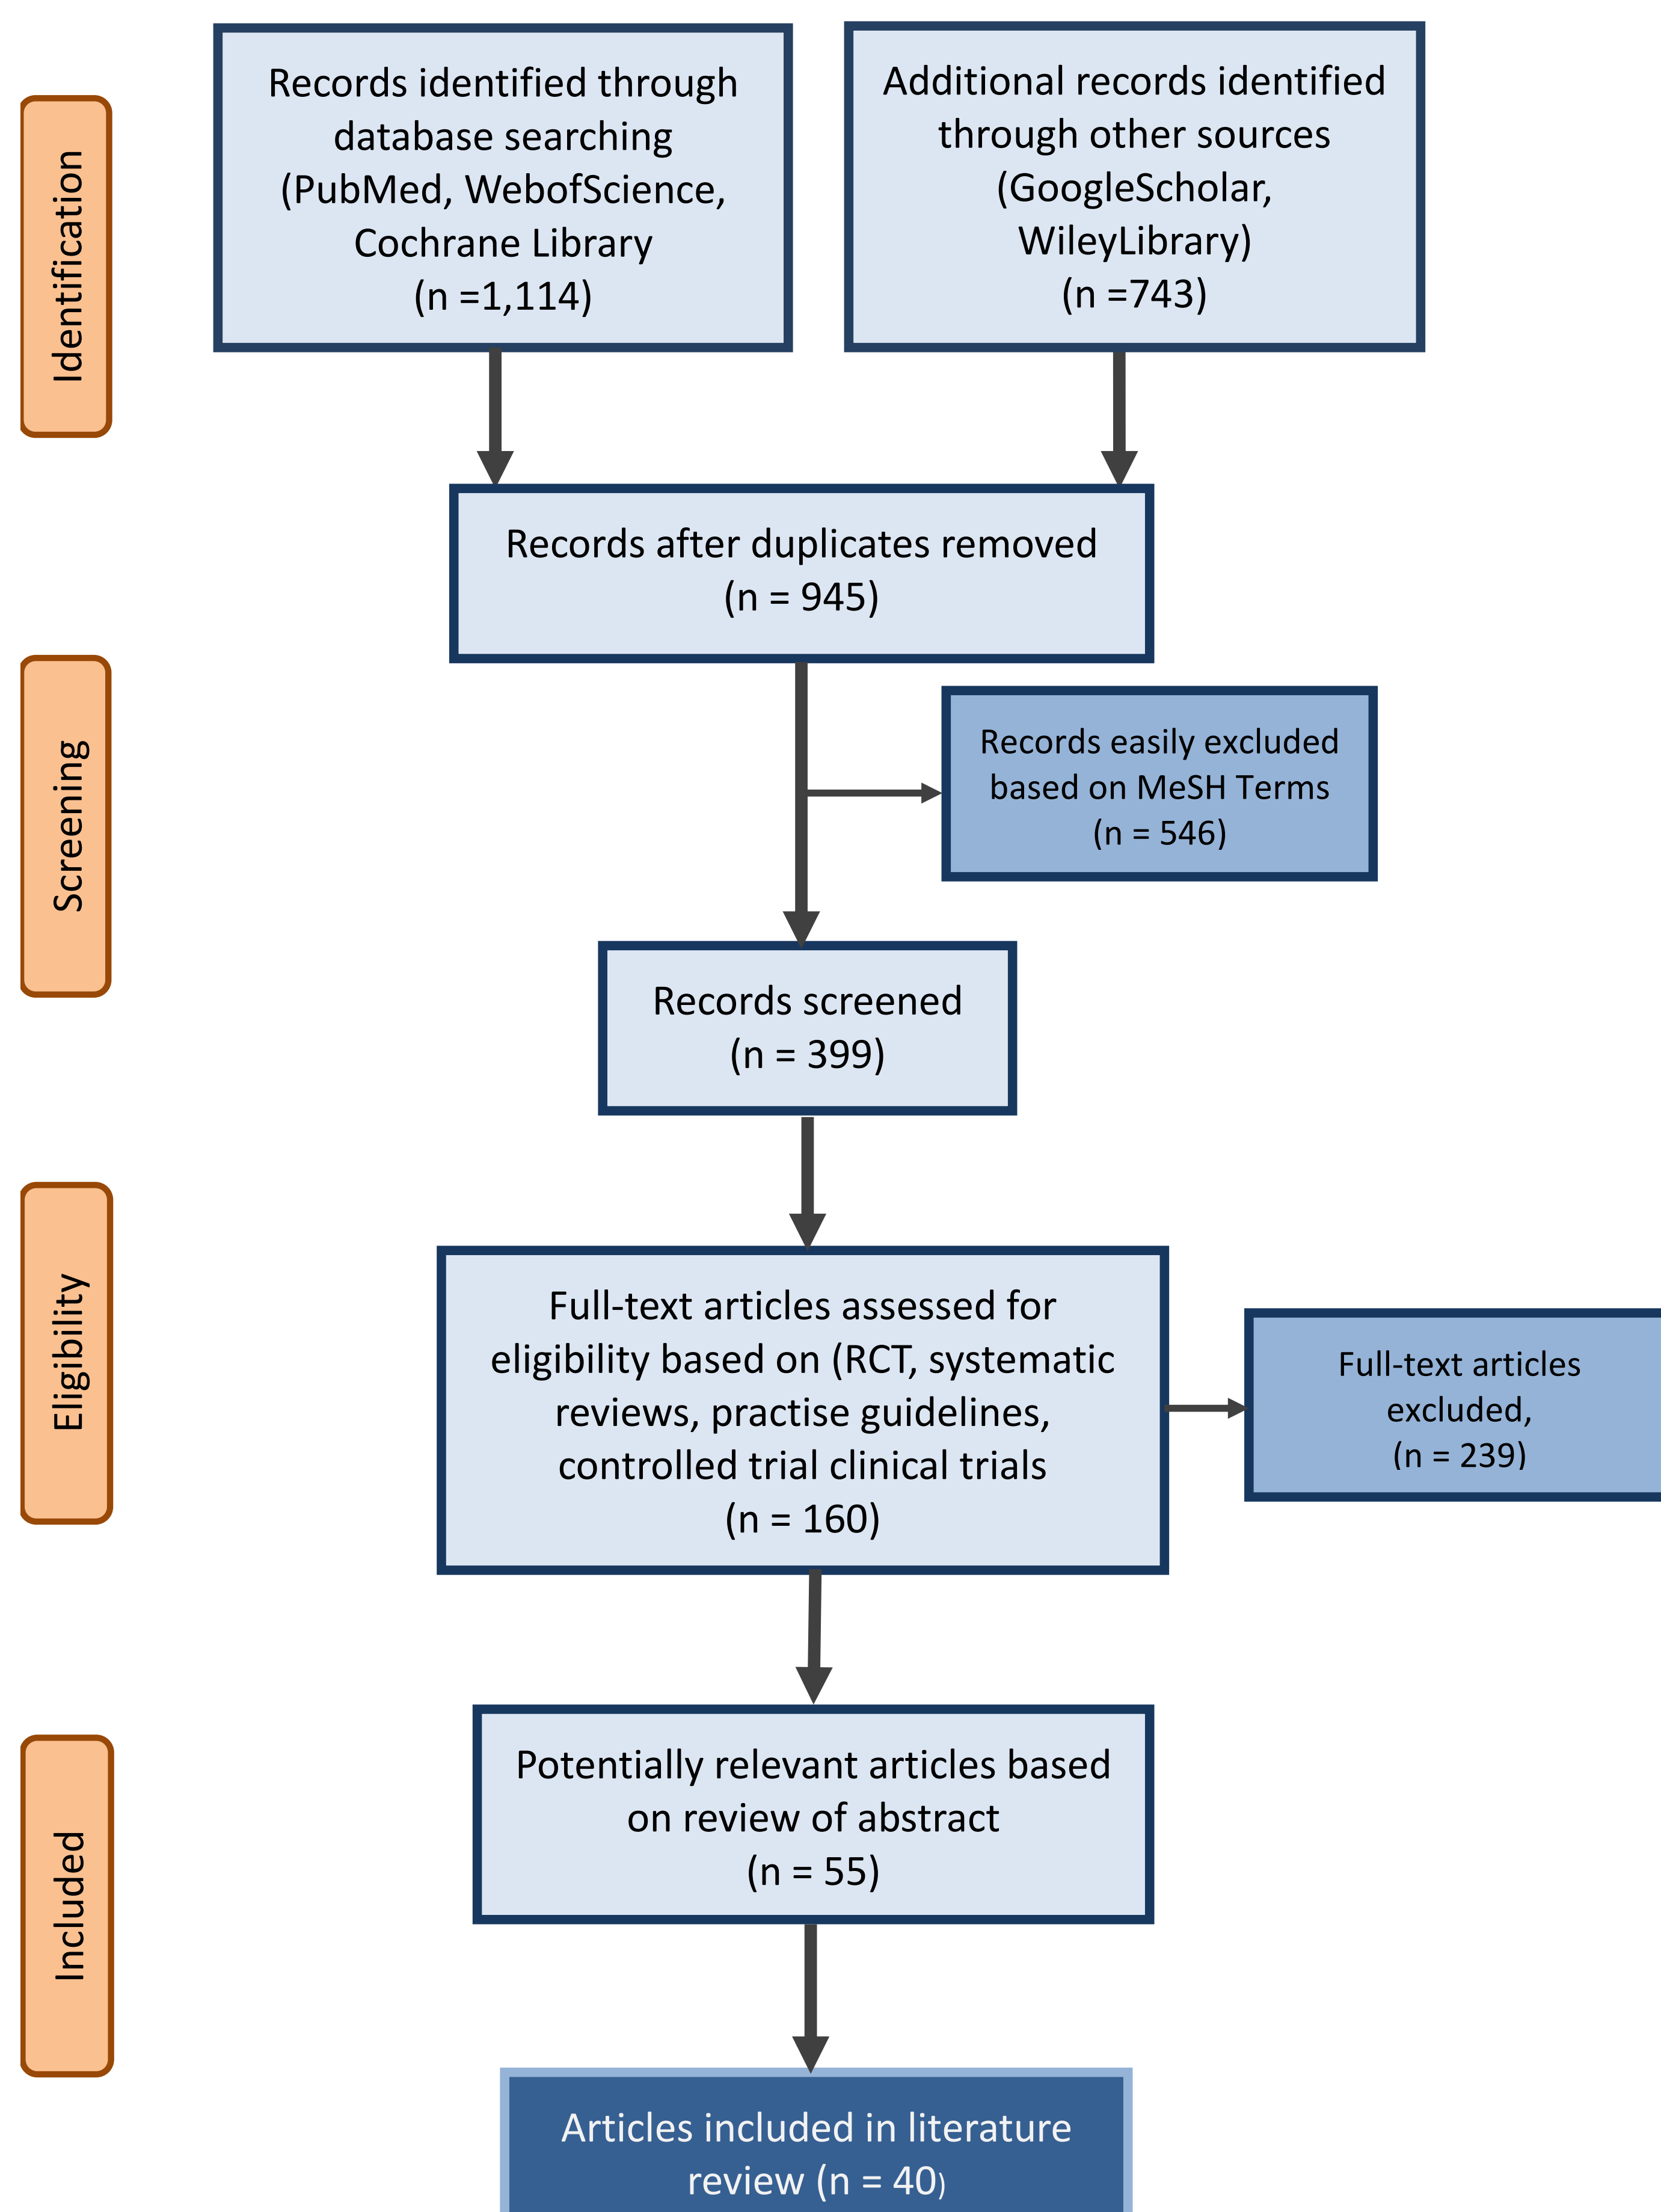 Identification
Records identified through
database searching
(PubMed, WebofScience,
Cochrane Library
(n =1,114)
Additional records identified
through other sources
(GoogleScholar,
WileyLibrary)
(n =743)
Records after duplicates removed
(n = 945)
Screening
Records easily excluded
based on MeSH Terms
(n = 546)
Records screened
(n = 399)
Eligibility
Full-text articles assessed for
eligibility based on (RCT, systematic
reviews, practise guidelines,
controlled trial clinical trials
(n = 160)
Full-text articles
excluded,
(n = 239)
Included
Potentially relevant articles based
on review of abstract
(n = 55)
Articles included in literature
review (n = 40)